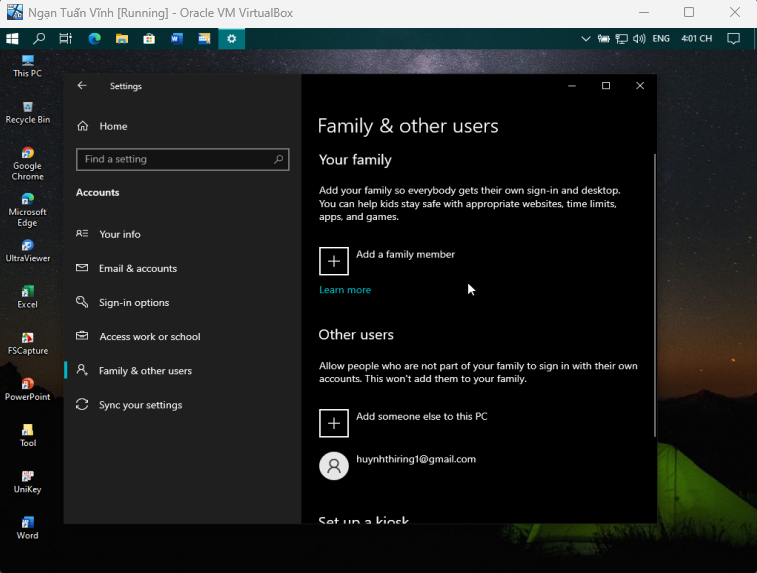 Ngạn Tuấn Vĩnh [Running] - Oracle VM VirtualBox
ENG
4:01 CH
This PC
Recycle Bin
Google
Chrome
Microsoft
Edge
UltraViewer
Excel
FSCapture
PowerPoint
Tool
UniKey
Word
Settings
Home
Find a setting
Accounts
Your info
Email & accounts
Sign-in options
Access work or school
Family & other users
Sync your settings
Family & other users
Your family
Add your family so everybody gets their own sign-in and desktop.
You can help kids stay safe with appropriate websites, time limits,
apps, and games.
Add a family member
Learn more
Other users
Allow people who are not part of your family to sign in with their own
accounts. This won't add them to your family.
Add someone else to this PC
huynhthiring1@gmail.com
Set up a kiosk